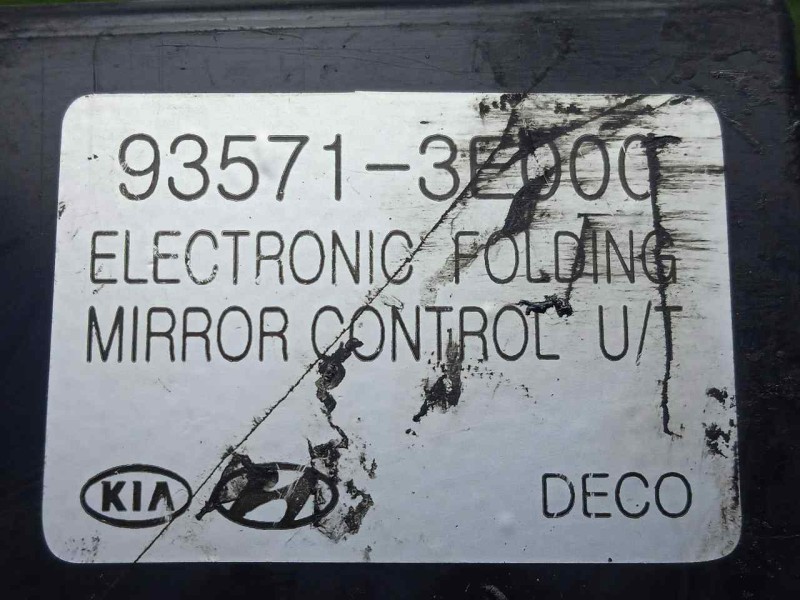 93571-3E000
ELECTRONIC FOLDING
MIRROR CONTROL U/T
KIA
DECO